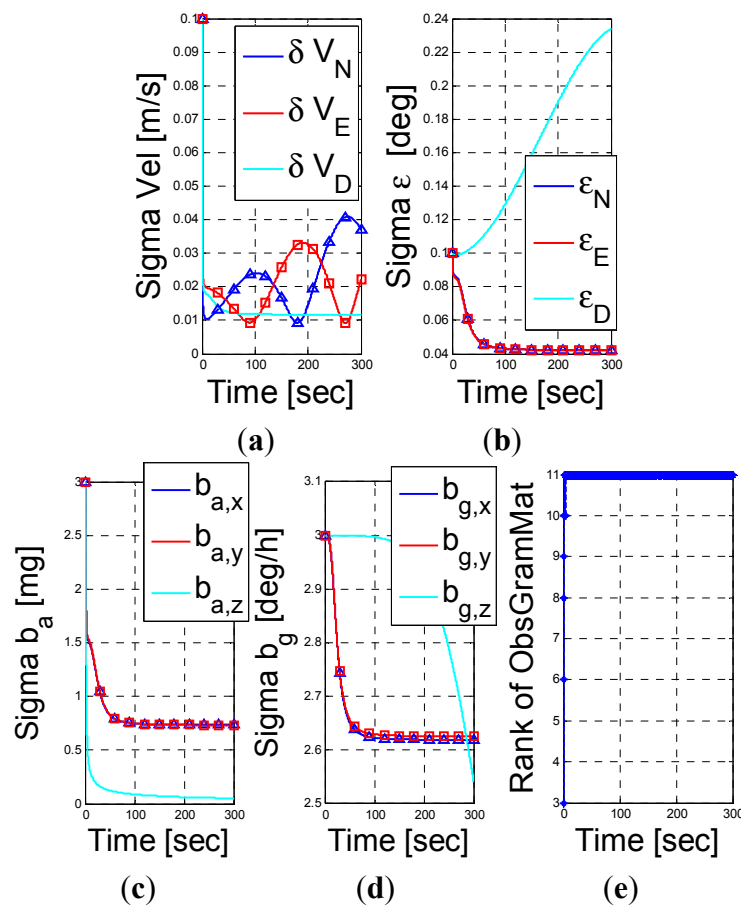 0.1
0.09
0.08
0.07
0.06
0.05
0.04
0.03
0.02
0.01
0
0 100 200 300
Sigma Vel [m/s]
Time [sec]
δ V_N
δ V_E
δ V_D
(a)
0.24
0.22
0.2
0.18
0.16
0.14
0.12
0.1
0.08
0.06
0.04
0 100 200 300
Sigma ε [deg]
Time [sec]
ε_N
ε_E
ε_D
(b)
3
2.5
2
1.5
1
0.5
0
0 100 200 300
Sigma b_a [mg]
Time [sec]
b_a,x
b_a,y
b_a,z
(c)
3.1
3
2.9
2.8
2.7
2.6
2.5
0 100 200 300
Sigma b_g [deg/h]
Time [sec]
b_g,x
b_g,y
b_g,z
(d)
11
10
9
8
7
6
5
4
3
0 100 200 300
Rank of ObsGramMat
Time [sec]
(e)